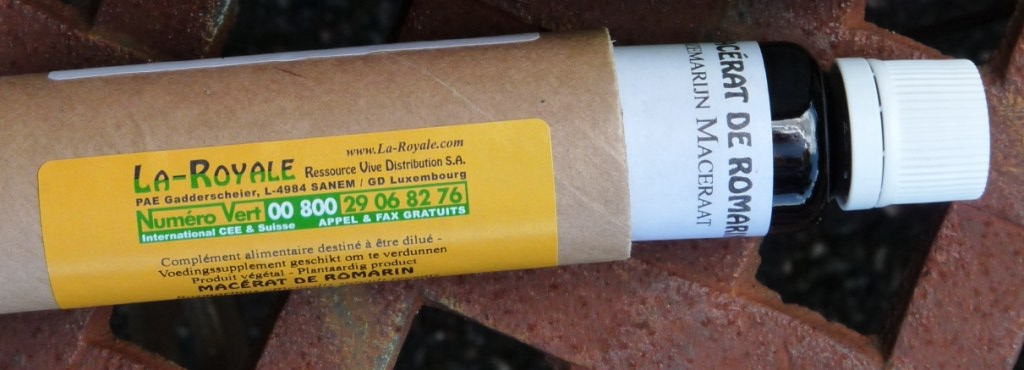 www.La-Royale.com
LA-ROYALE Ressource Vive Distribution S.A.
PAE Gadderscheier, L-4984 SANEM / GD Luxembourg
Numéro Vert 00 800 29 06 82 76
International CEE & Suisse APPEL & FAX GRATUITS
Complément alimentaire destiné à être dilué -
Voedingssupplement geschikt om te verdunnen
Produit végétal - Plantaardig product
MACÉRAT DE ROMARIN
CÉRAT DE ROMARI
EMARIJN MACERAAT